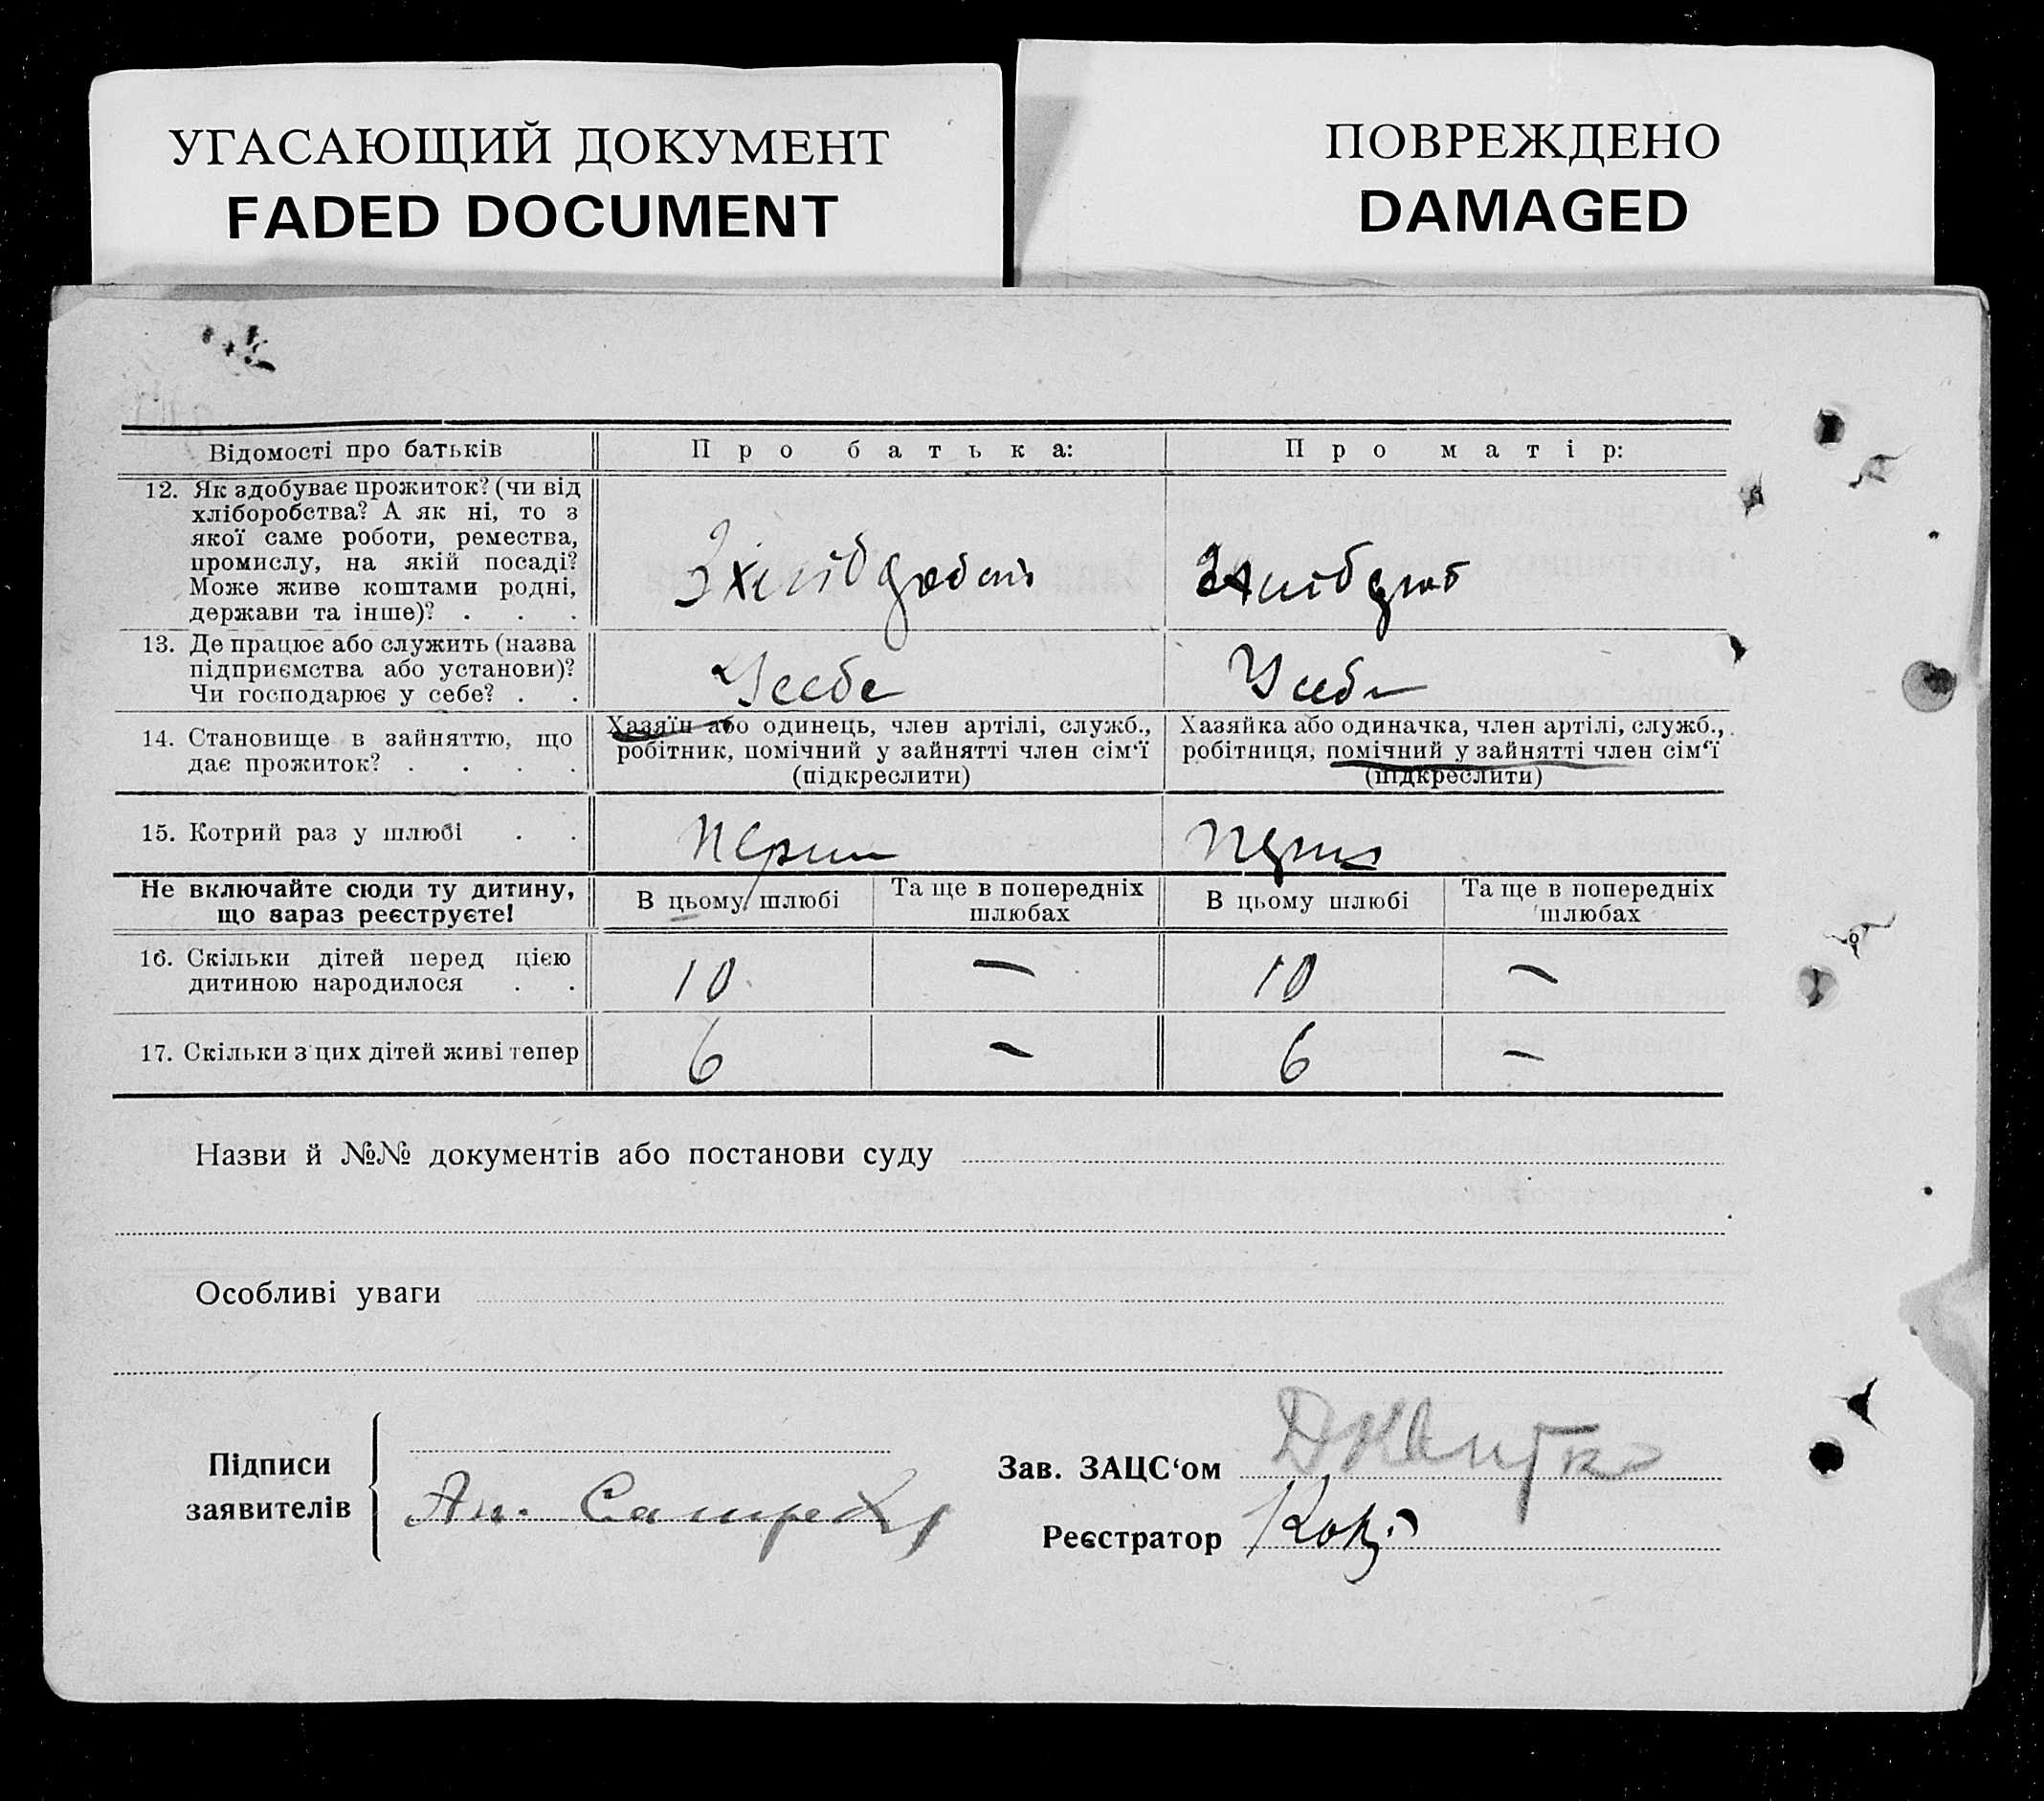 УГАСАЮЩИЙ ДОКУМЕНТ
FADED DOCUMENT
ПОВРЕЖДЕНО
DAMAGED
Відомості про батьків
Про батька:
Про матір:
12. Як здобуває прожиток? (чи від
хліборобства? А як ні, то з
якої саме роботи, ремества,
промислу, на якій посаді?
Може живе коштами родні,
держави та інше)? . . .
13. Де працює або служить (назва
підприємства або установи)?
Чи господарює у себе? . .
У себе
У себе
14. Становище в зайняттю, що
дає прожиток? . . . .
Хазяїн або одинець, член артілі, служб.,
робітник, помічний у зайнятті член сім'ї
(підкреслити)
Хазяйка або одиначка, член артілі, служб.,
робітниця, помічний у зайнятті член сім'ї
(підкреслити)
15. Котрий раз у шлюбі . .
Не включайте сюди ту дитину,
що зараз реєструєте!
В цьому шлюбі
Та ще в попередніх
шлюбах
В цьому шлюбі
Та ще в попередніх
шлюбах
16. Скільки дітей перед цією
дитиною народилося . .
10
—
10
—
17. Скільки з цих дітей живі тепер
6
—
6
—
Назви й №№ документів або постанови суду
Особливі уваги
Підписи
заявителів
Зав. ЗАЦС'ом
Реєстратор